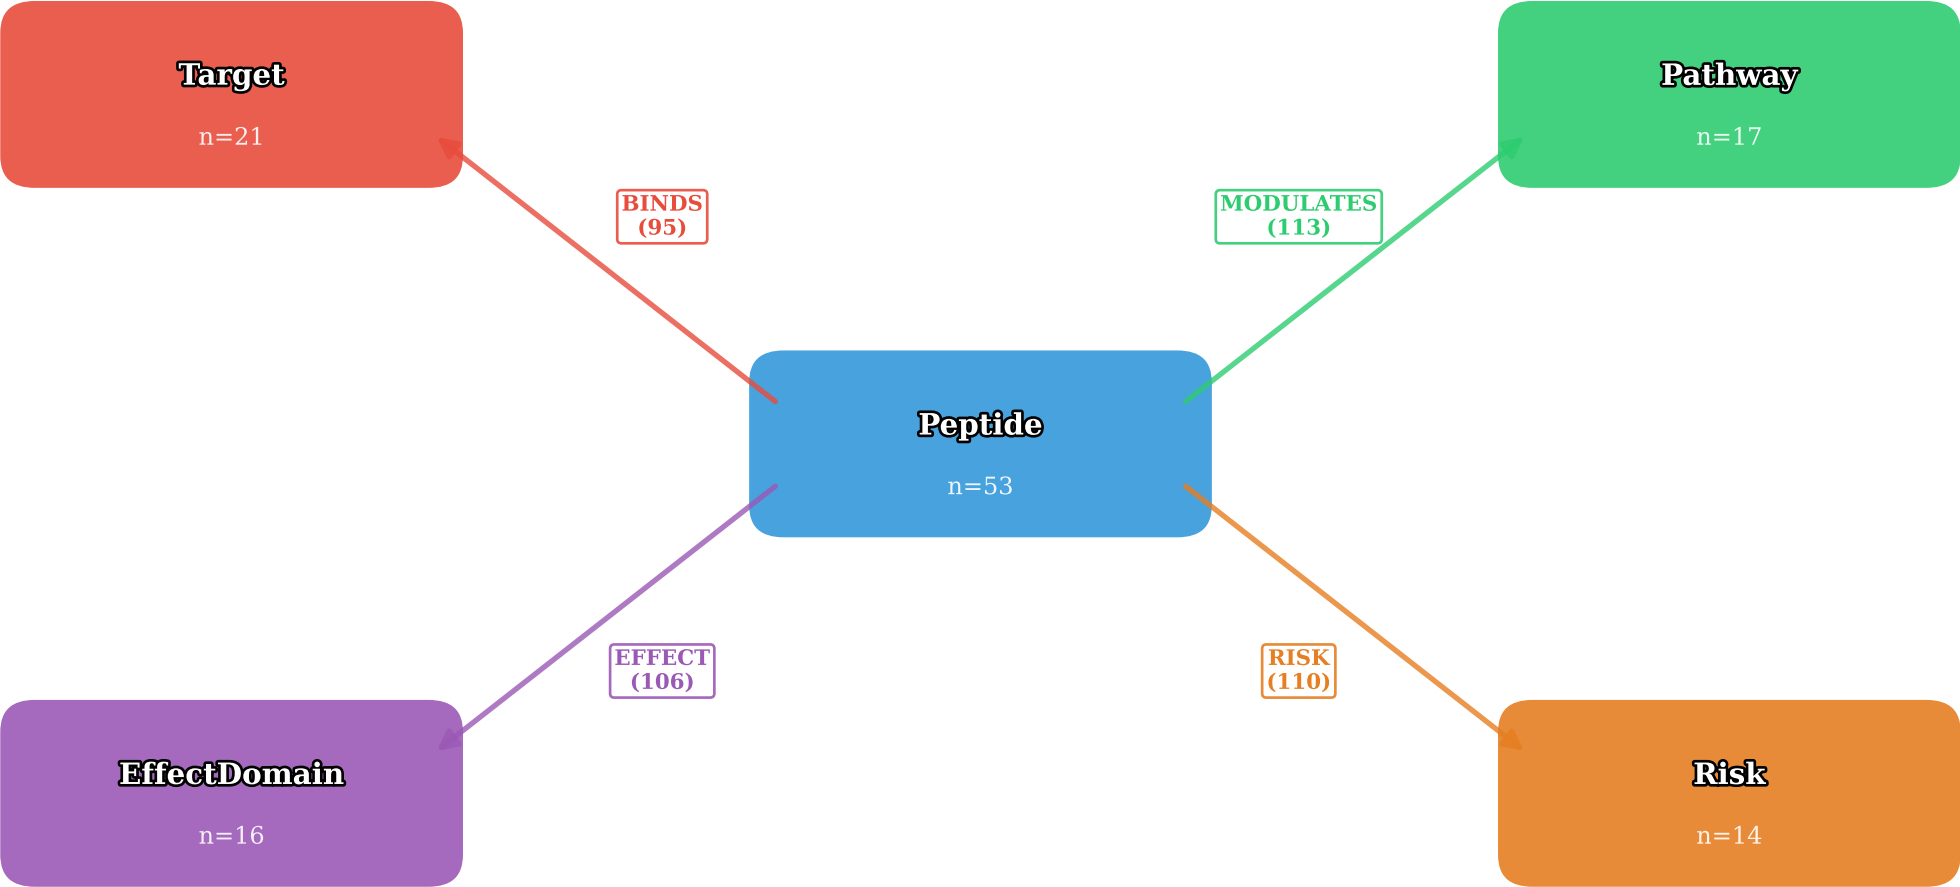 Target
n=21
Pathway
n=17
BINDS
(95)
MODULATES
(113)
Peptide
n=53
EFFECT
(106)
RISK
(110)
EffectDomain
n=16
Risk
n=14